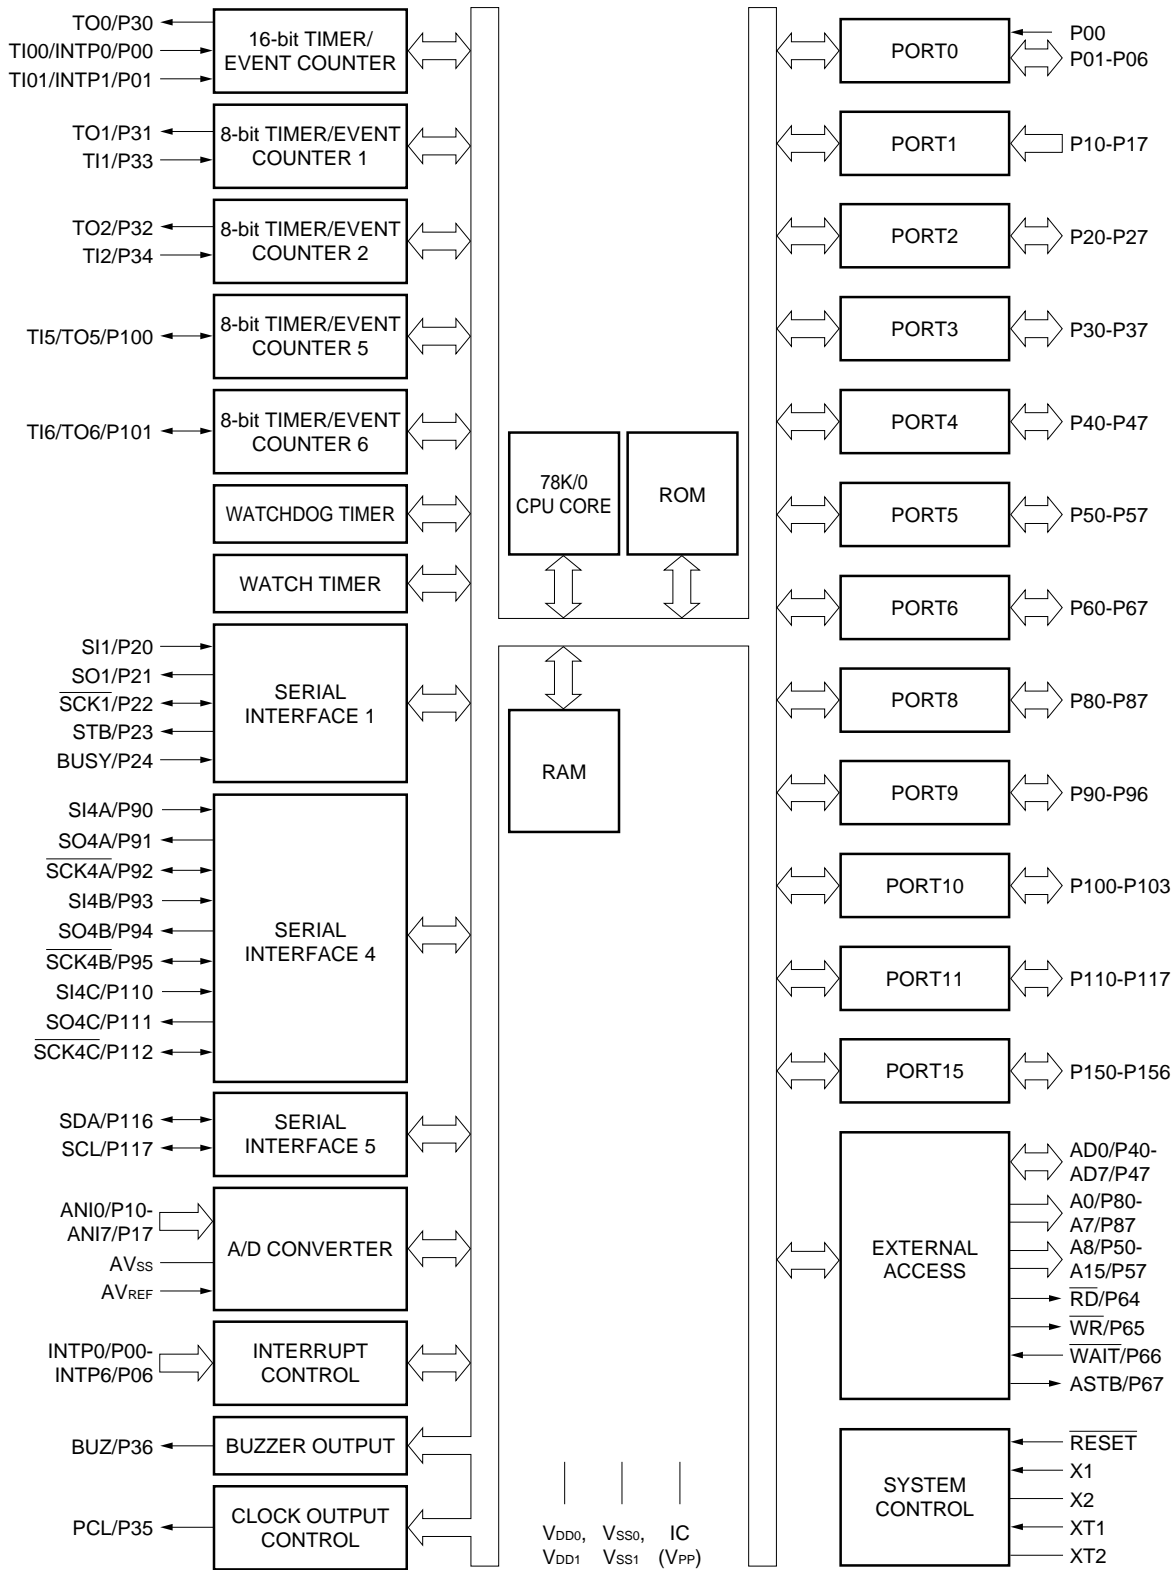 TO0/P30
TI00/INTP0/P00
TI01/INTP1/P01
16-bit TIMER/
EVENT COUNTER
TO1/P31
TI1/P33
8-bit TIMER/EVENT
COUNTER 1
TO2/P32
TI2/P34
8-bit TIMER/EVENT
COUNTER 2
TI5/TO5/P100
8-bit TIMER/EVENT
COUNTER 5
TI6/TO6/P101
8-bit TIMER/EVENT
COUNTER 6
WATCHDOG TIMER
WATCH TIMER
SI1/P20
SO1/P21
SCK1/P22
STB/P23
BUSY/P24
SERIAL
INTERFACE 1
SI4A/P90
SO4A/P91
SCK4A/P92
SI4B/P93
SO4B/P94
SCK4B/P95
SI4C/P110
SO4C/P111
SCK4C/P112
SERIAL
INTERFACE 4
SDA/P116
SCL/P117
SERIAL
INTERFACE 5
ANI0/P10-
ANI7/P17
AVSS
AVREF
A/D CONVERTER
INTP0/P00-
INTP6/P06
INTERRUPT
CONTROL
BUZ/P36
BUZZER OUTPUT
PCL/P35
CLOCK OUTPUT
CONTROL
78K/0
CPU CORE
ROM
RAM
VDD0,
VDD1
VSS0,
VSS1
IC
(VPP)
PORT0
P00
P01-P06
PORT1
P10-P17
PORT2
P20-P27
PORT3
P30-P37
PORT4
P40-P47
PORT5
P50-P57
PORT6
P60-P67
PORT8
P80-P87
PORT9
P90-P96
PORT10
P100-P103
PORT11
P110-P117
PORT15
P150-P156
EXTERNAL
ACCESS
AD0/P40-
AD7/P47
A0/P80-
A7/P87
A8/P50-
A15/P57
RD/P64
WR/P65
WAIT/P66
ASTB/P67
SYSTEM
CONTROL
RESET
X1
X2
XT1
XT2